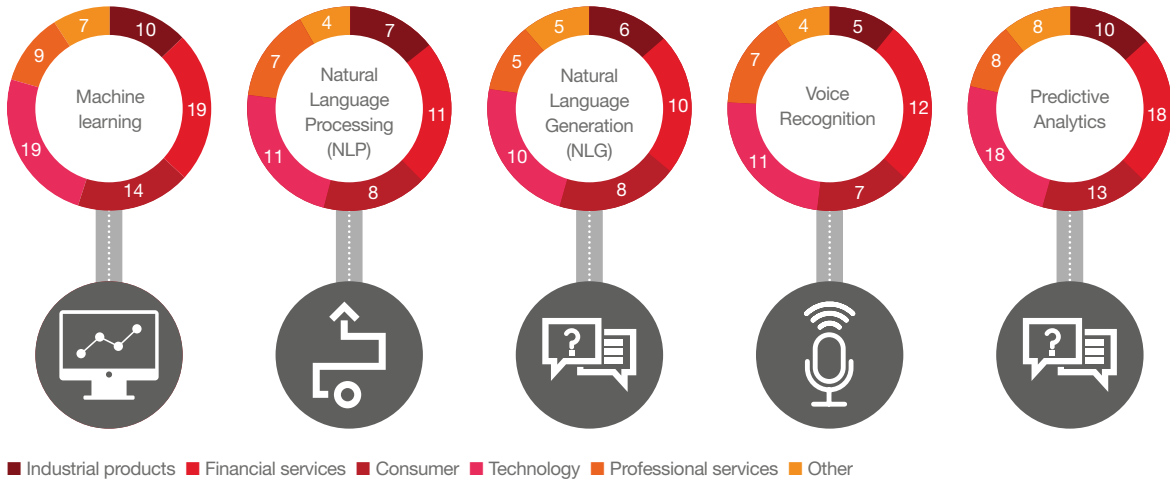 7
10
9
19
Machine
learning
19
14
4
7
7
Natural
Language
Processing
(NLP)
11
11
8
5
6
5
Natural
Language
Generation
(NLG)
10
10
8
4
5
7
Voice
Recognition
12
11
7
8
10
8
Predictive
Analytics
18
18
13
?
?
Industrial products Financial services Consumer Technology Professional services Other